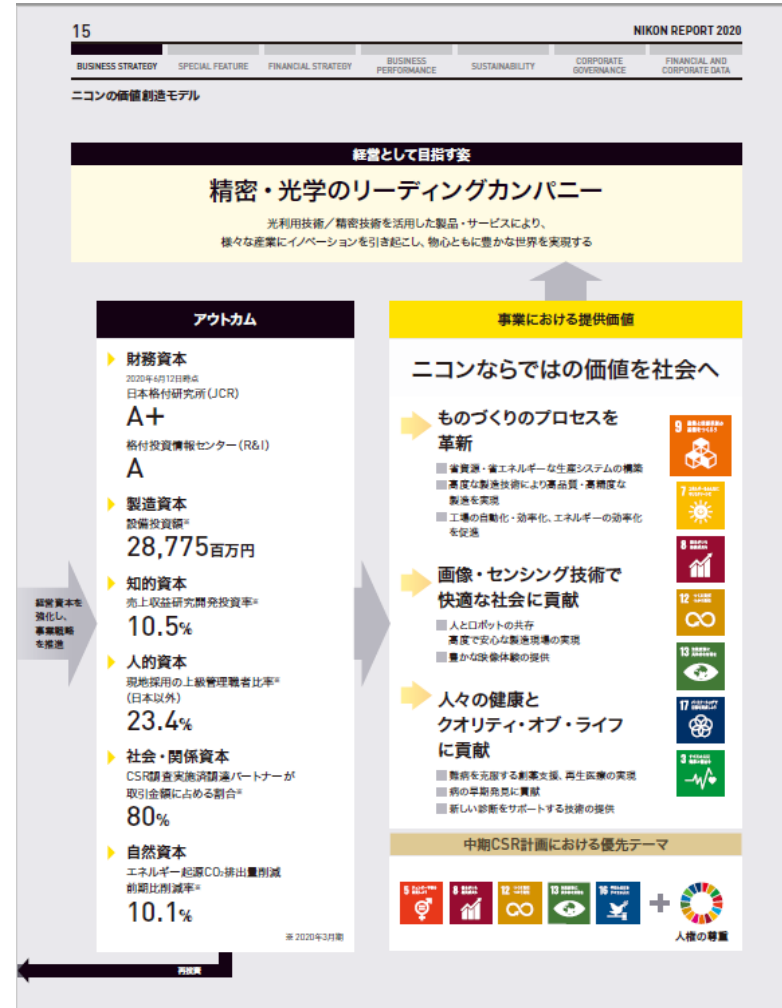 15
NIKON REPORT 2020
BUSINESS STRATEGY
SPECIAL FEATURE
FINANCIAL STRATEGY
BUSINESS
PERFORMANCE
SUSTAINABILITY
CORPORATE
GOVERNANCE
FINANCIAL AND
CORPORATE DATA
ニコンの価値創造モデル
経営として目指す姿
精密・光学のリーディングカンパニー
光利用技術／精密技術を活用した製品・サービスにより、
様々な産業にイノベーションを引き起こし、物心ともに豊かな世界を実現する
経営資本を
強化し、
事業戦略
を推進
アウトカム
財務資本
2020年6月12日時点
日本格付研究所（JCR）
A+
格付投資情報センター（R&I）
A
製造資本
設備投資額※
28,775百万円
知的資本
売上収益研究開発投資率※
10.5%
人的資本
現地採用の上級管理職者比率※
（日本以外）
23.4%
社会・関係資本
CSR調査実施済調達パートナーが
取引金額に占める割合※
80%
自然資本
エネルギー起源CO₂排出量削減
前期比削減率※
10.1%
※ 2020年3月期
再投資
事業における提供価値
ニコンならではの価値を社会へ
ものづくりのプロセスを
革新
省資源・省エネルギーな生産システムの構築
高度な製造技術により高品質・高精度な
製造を実現
工場の自動化・効率化、エネルギーの効率化
を促進
画像・センシング技術で
快適な社会に貢献
人とロボットの共存
高度で安心な製造現場の実現
豊かな映像体験の提供
人々の健康と
クオリティ・オブ・ライフ
に貢献
難病を克服する創薬支援、再生医療の実現
病の早期発見に貢献
新しい診断をサポートする技術の提供
9
7
8
12
13
17
3
中期CSR計画における優先テーマ
5
8
12
13
16
+
人権の尊重